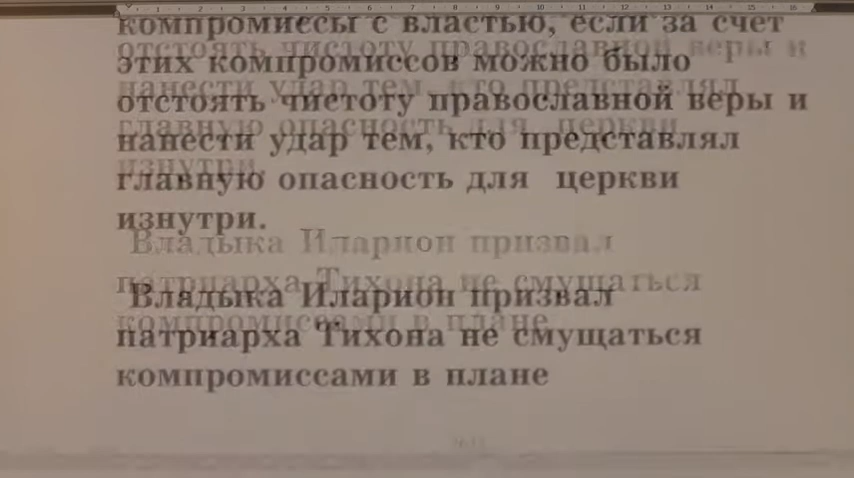 компромиссы с властью, если за счет
этих компромиссов можно было
отстоять чистоту православной веры и
нанести удар тем, кто представлял
главную опасность для церкви
изнутри.
Владыка Иларион призвал
патриарха Тихона не смущаться
компромиссами в плане